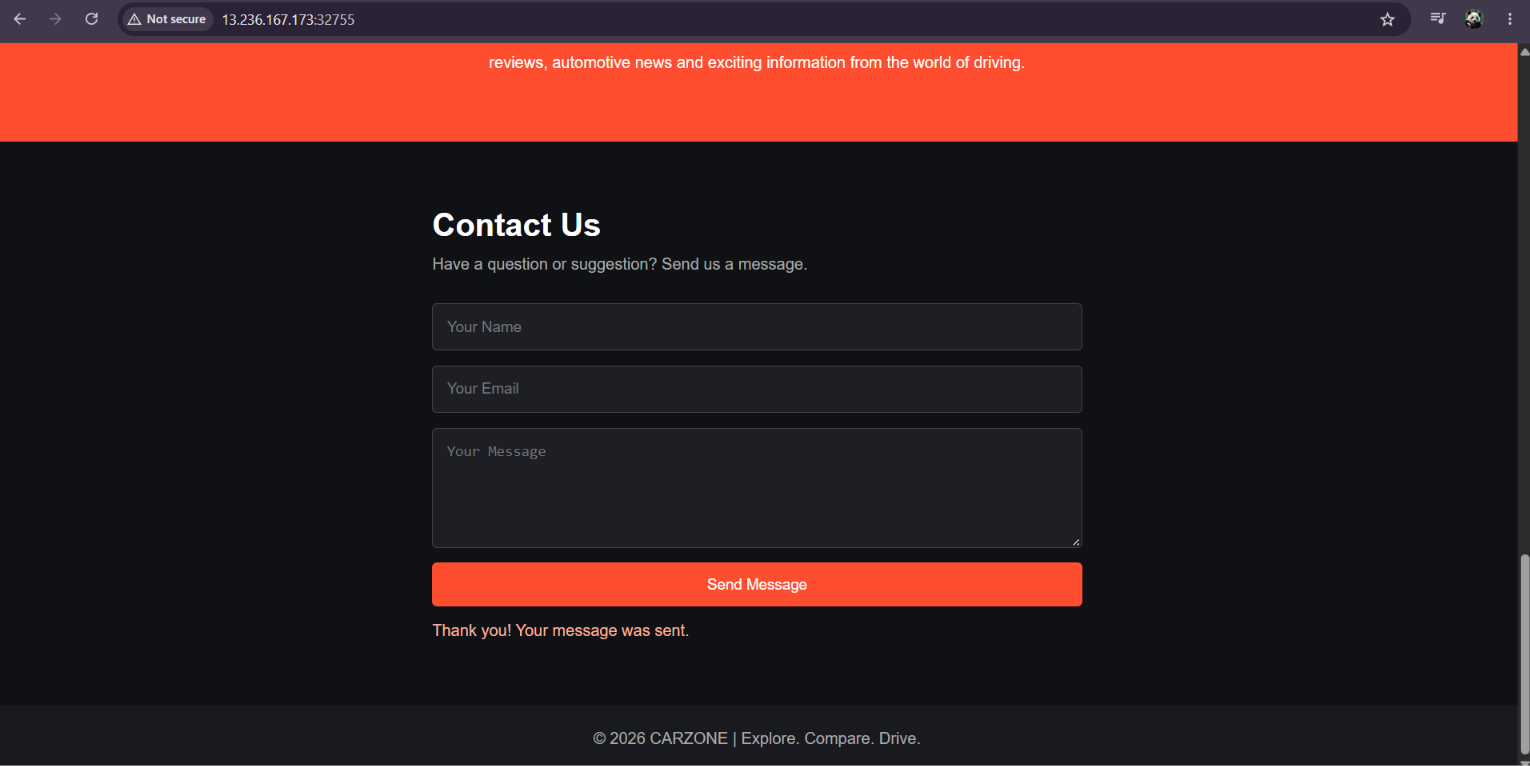 Not secure
13.236.167.173:32755
reviews, automotive news and exciting information from the world of driving.
Contact Us
Have a question or suggestion? Send us a message.
Your Name
Your Email
Your Message
Send Message
Thank you! Your message was sent.
© 2026 CARZONE | Explore. Compare. Drive.